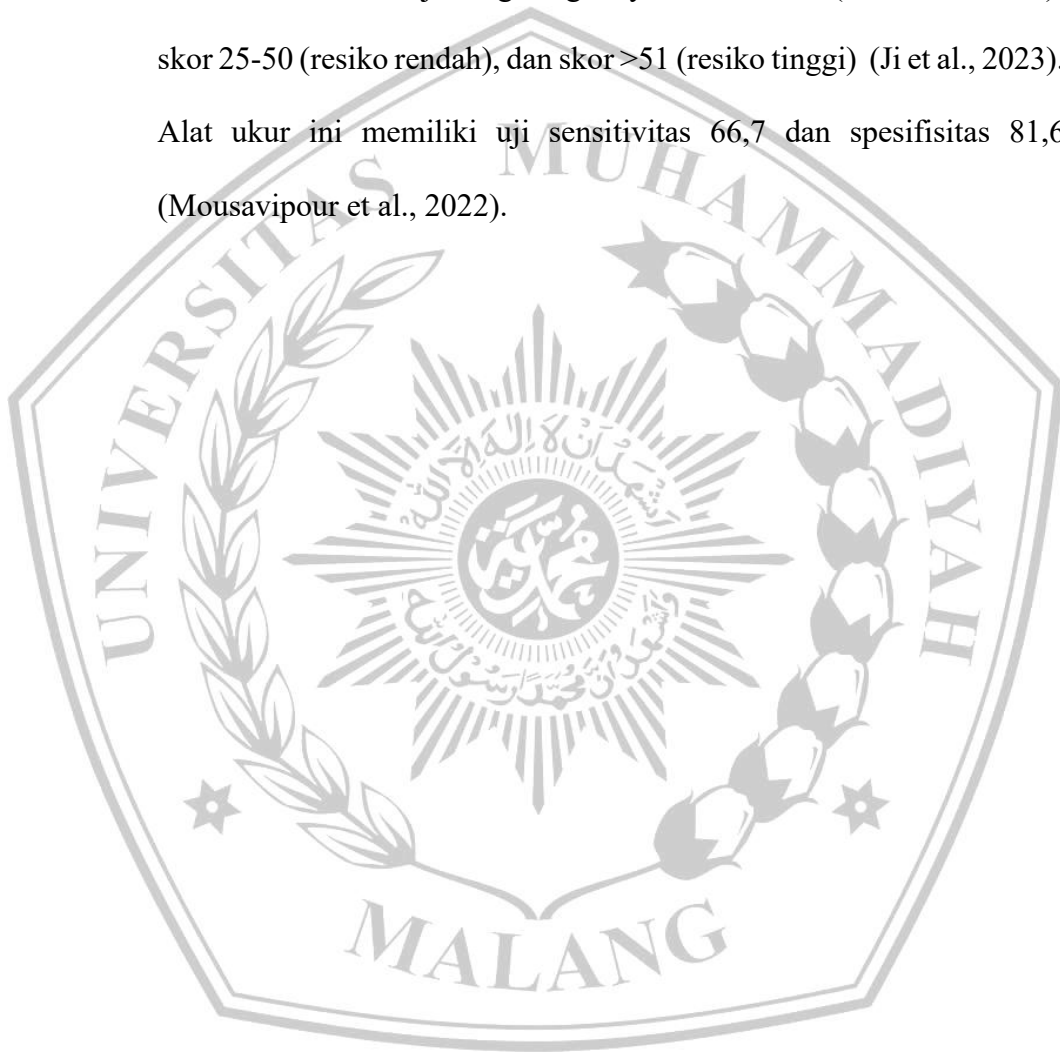 skor 25-50 (resiko rendah), dan skor >51 (resiko tinggi) (Ji et al., 2023).
Alat ukur ini memiliki uji sensitivitas 66,7 dan spesifisitas 81,6
(Mousavipour et al., 2022).
UNIVERSITAS MUHAMMADIYAH
MALANG